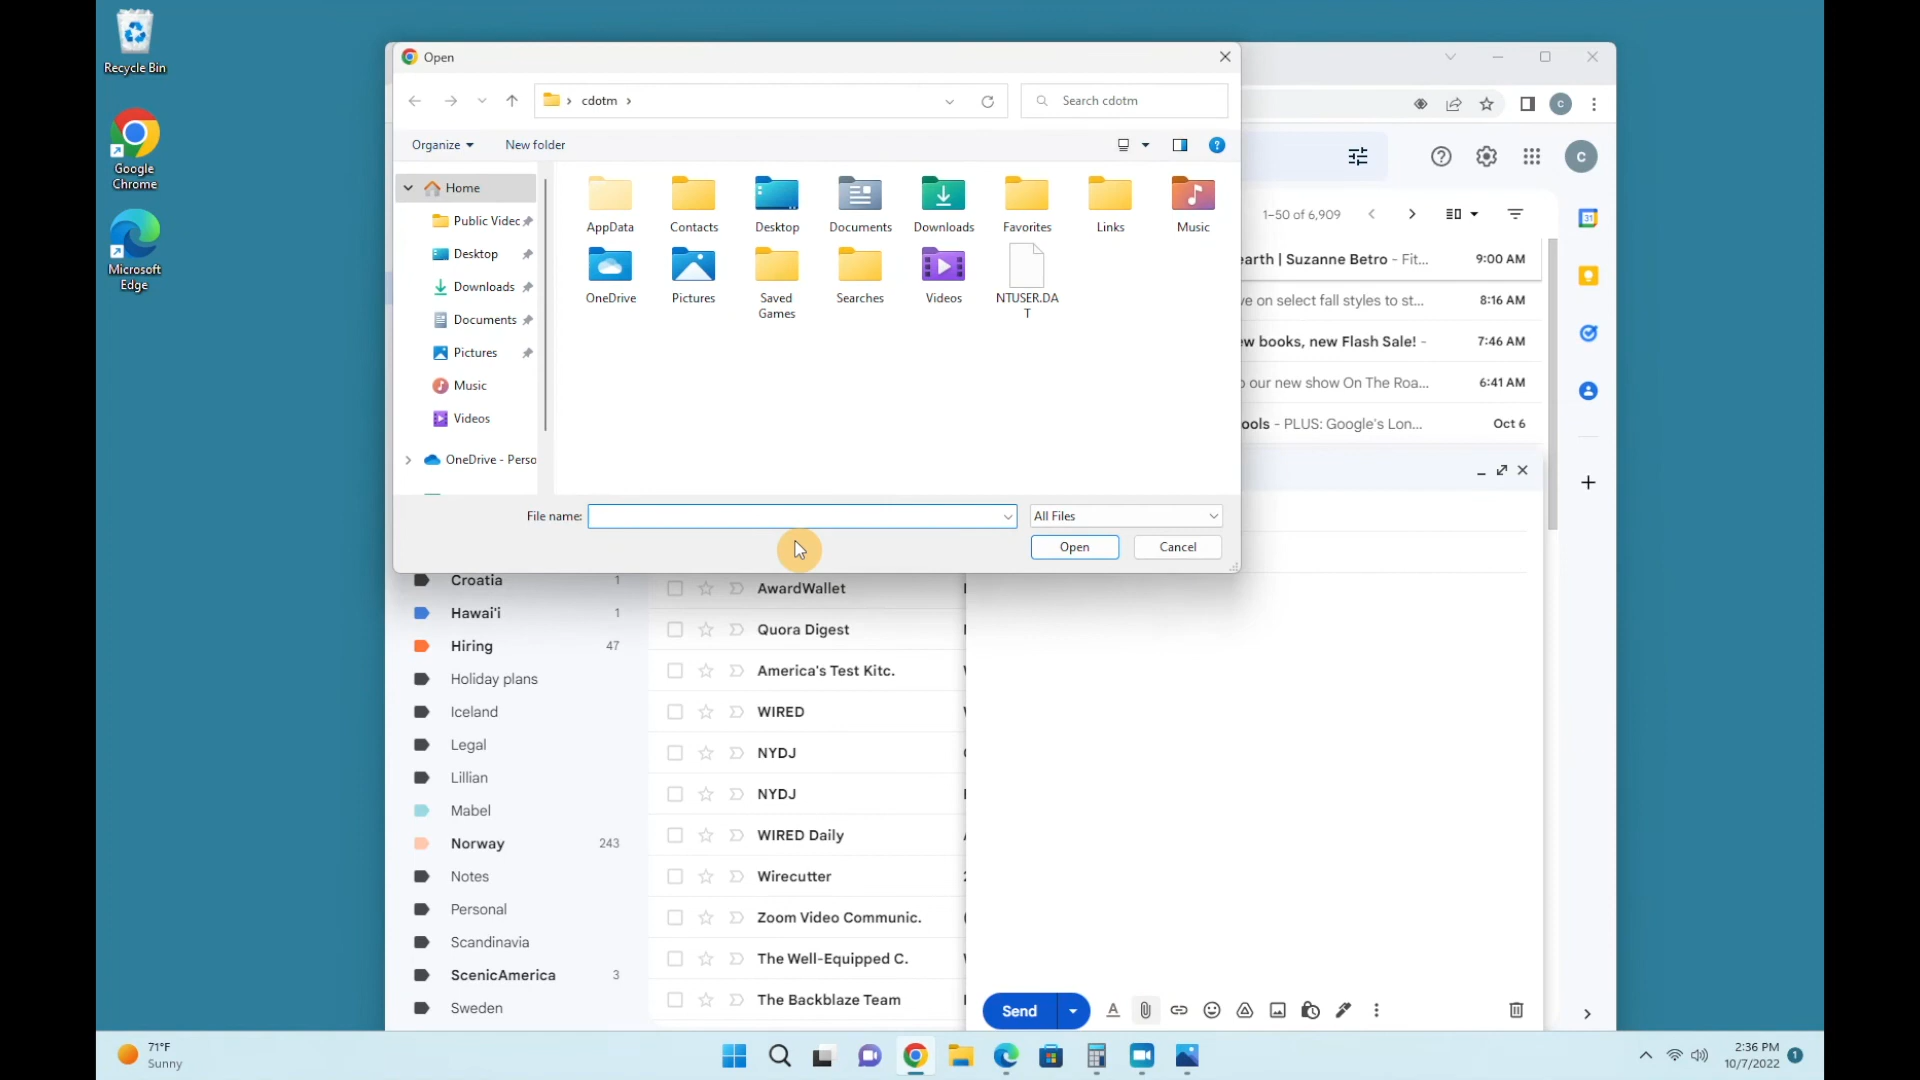 Recycle Bin
Google
Chrome
Microsoft
Edge
Open
cdotm
Search cdotm
Organize
New folder
Home
Public Videc
Desktop
Downloads
Documents
Pictures
Music
Videos
OneDrive - Perso
AppData
Contacts
Desktop
Documents
Downloads
Favorites
Links
Music
OneDrive
Pictures
Saved
Games
Searches
Videos
NTUSER.DA
T
File name:
All Files
Open
Cancel
C
C
1–50 of 6,909
31
earth | Suzanne Betro - Fit... 9:00 AM
ve on select fall styles to st... 8:16 AM
ew books, new Flash Sale! - 7:46 AM
o our new show On The Roa... 6:41 AM
ools - PLUS: Google's Lon... Oct 6
Croatia 1
Hawai'i 1
Hiring 47
Holiday plans
Iceland
Legal
Lillian
Mabel
Norway 243
Notes
Personal
Scandinavia
ScenicAmerica 3
Sweden
AwardWallet
Quora Digest
America's Test Kitc.
WIRED
NYDJ
NYDJ
WIRED Daily
Wirecutter
Zoom Video Communic.
The Well-Equipped C.
The Backblaze Team
Send
71°F
Sunny
2:36 PM
10/7/2022
1